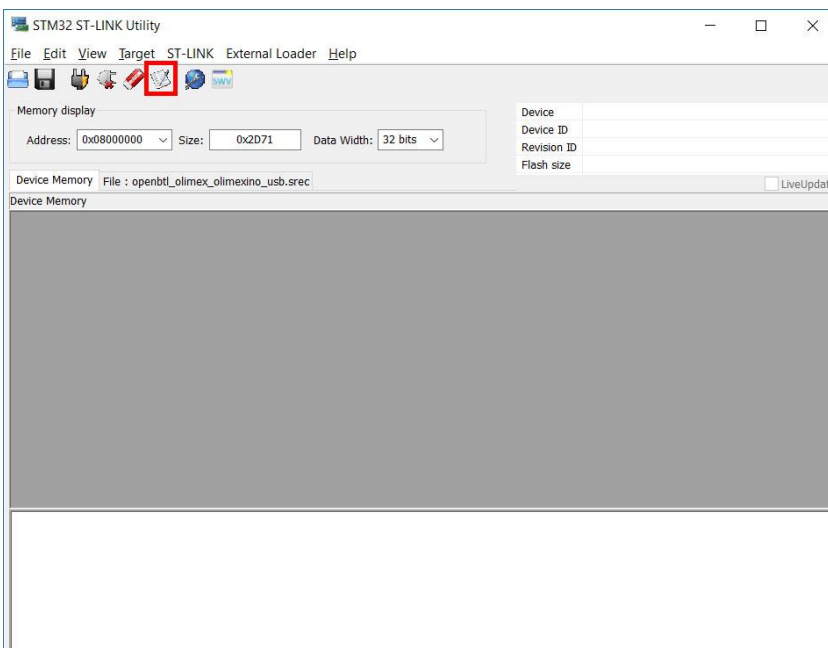 STM32 ST-LINK Utility
File Edit View Target ST-LINK External Loader Help
SWV
Memory display
Address: 0x08000000 Size: 0x2D71 Data Width: 32 bits
Device
Device ID
Revision ID
Flash size
Device Memory File : openbtl_olimex_olimexino_usb.srec
LiveUpdat
Device Memory